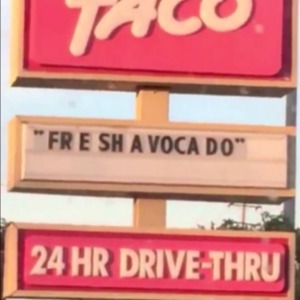 TACO
"FR E SH A VOCA DO"
24 HR DRIVE-THRU